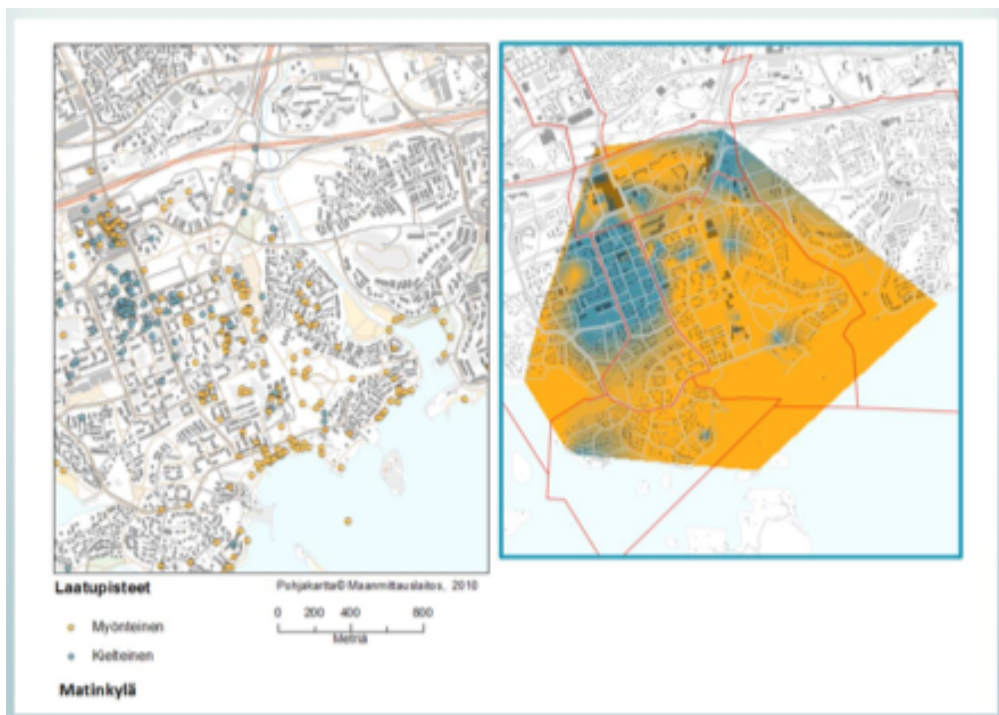 Laatupisteet
Pohjakartta© Maanmittauslaitos, 2010
0 200 400 800
Metriä
Myönteinen
Kielteinen
Matinkylä